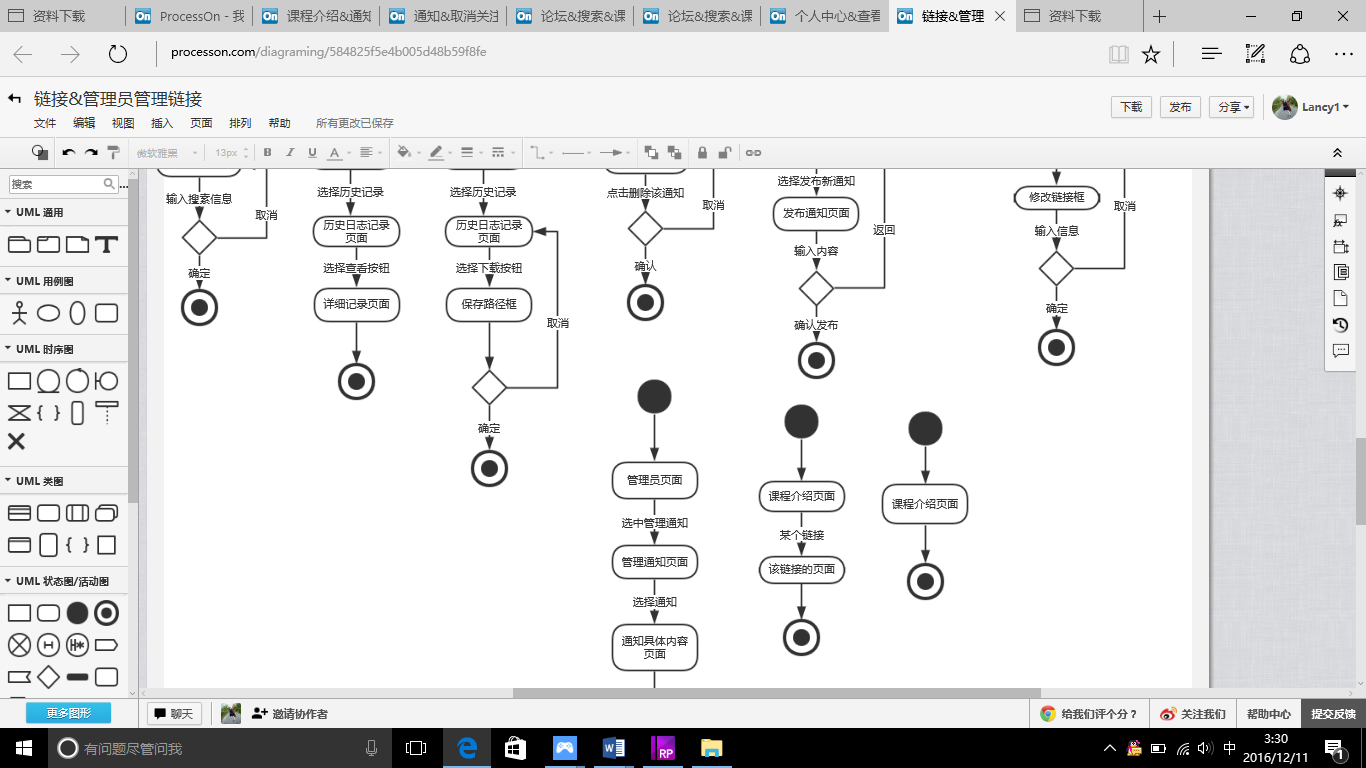 资料下载
ProcessOn - 我
课程介绍&通知
通知&取消关注
论坛&搜索&课
论坛&搜索&课
个人中心&查看
链接&管理
资料下载
processon.com/diagraming/584825f5e4b005d48b59f8fe
链接&管理员管理链接
下载
发布
分享
Lancy1
文件
编辑
视图
插入
页面
排列
帮助
所有更改已保存
微软雅黑
13px
B
I
U
A
搜索
...
UML 通用
UML 用例图
UML 时序图
UML 类图
UML 状态图/活动图
更多图形
输入搜索信息
取消
确定
选择历史记录
历史日志记录
页面
选择查看按钮
详细记录页面
选择历史记录
历史日志记录
页面
选择下载按钮
保存路径框
取消
确定
点击删除该通知
取消
确认
选择发布新通知
发布通知页面
返回
输入内容
确认发布
修改链接框
取消
输入信息
确定
管理员页面
选中管理通知
管理通知页面
选择通知
通知具体内容
页面
课程介绍页面
某个链接
该链接的页面
课程介绍页面
聊天
邀请协作者
给我们评个分？
关注我们
帮助中心
提交反馈
有问题尽管问我
中
3:30
2016/12/11
1